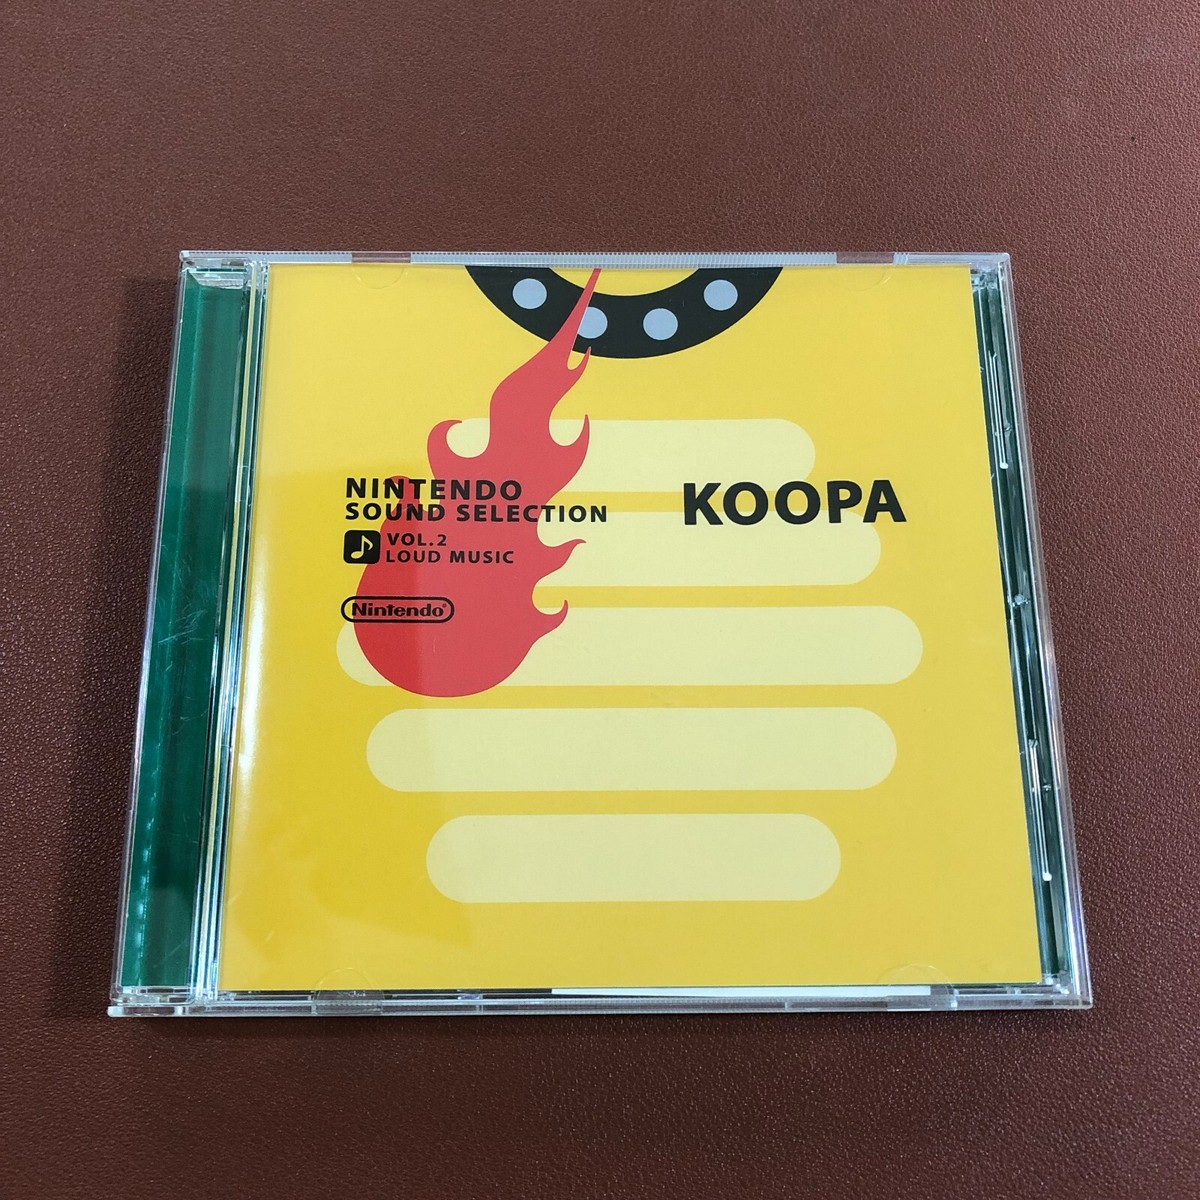 NINTENDO
SOUND SELECTION
VOL.2
LOUD MUSIC
Nintendo®
KOOPA